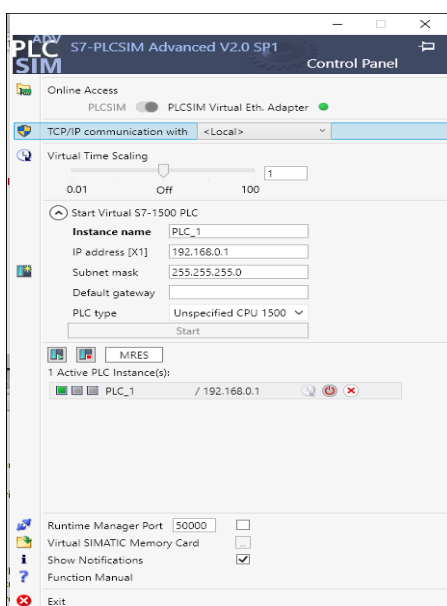 ADV
PLC
SIM
S7-PLCSIM Advanced V2.0 SP1
Control Panel
Online Access
PLCSIM PLCSIM Virtual Eth. Adapter
TCP/IP communication with <Local>
Virtual Time Scaling
1
0.01 Off 100
Start Virtual S7-1500 PLC
Instance name PLC_1
IP address [X1] 192.168.0.1
Subnet mask 255.255.255.0
Default gateway
PLC type Unspecified CPU 1500
Start
MRES
1 Active PLC Instance(s):
PLC_1 / 192.168.0.1
Runtime Manager Port 50000
Virtual SIMATIC Memory Card ...
Show Notifications
Function Manual
Exit